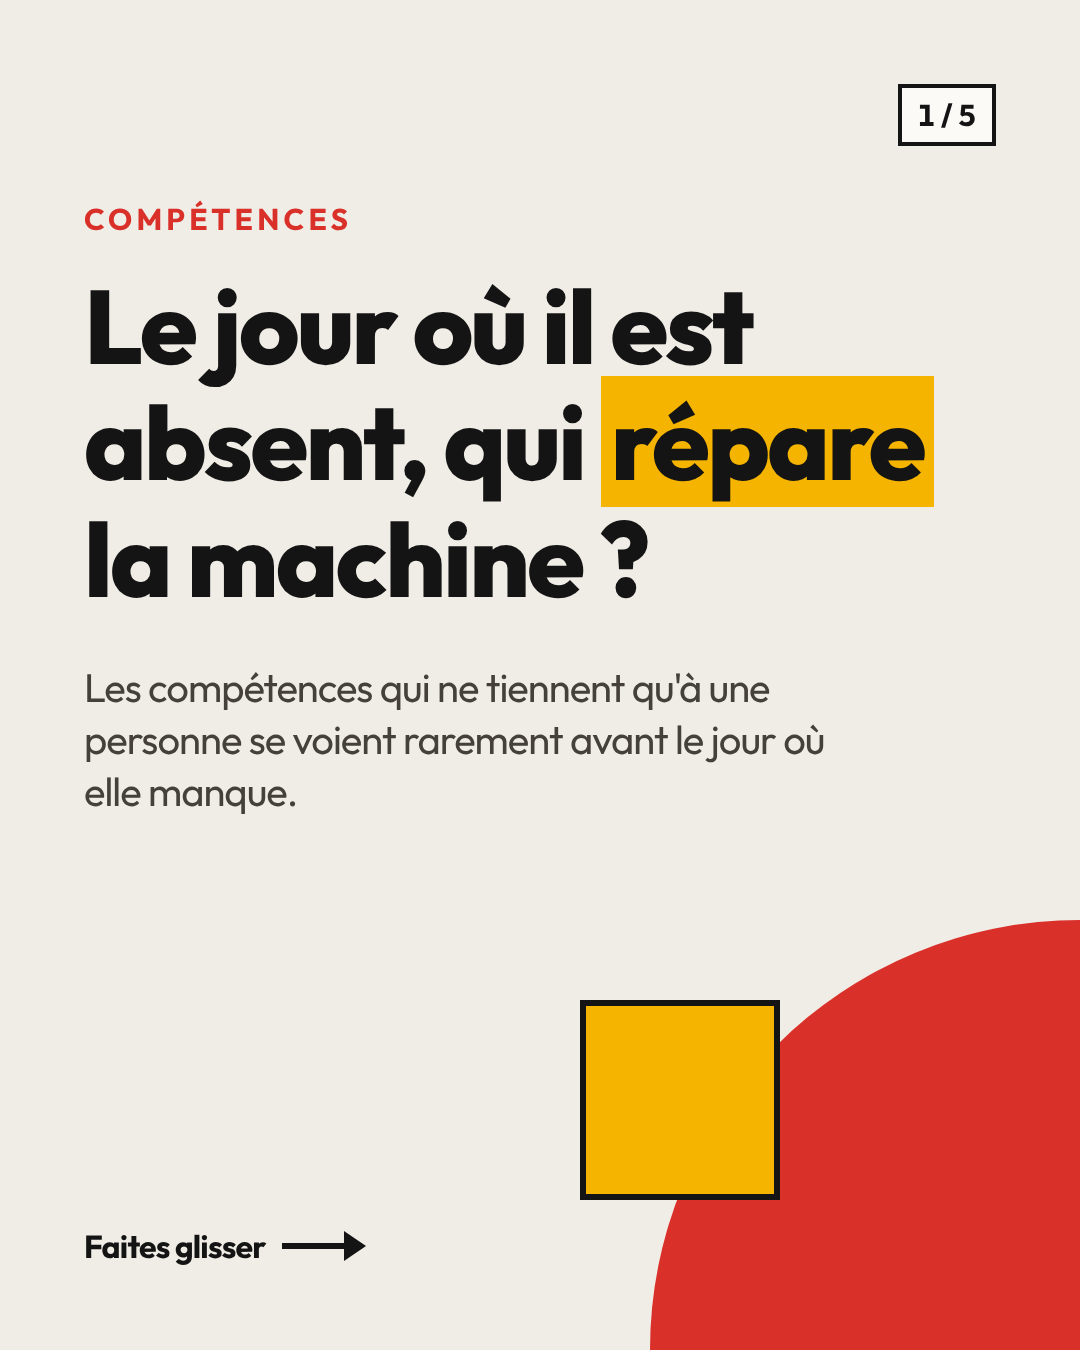 1 / 5
COMPÉTENCES
Le jour où il est
absent, qui répare
la machine ?
Les compétences qui ne tiennent qu'à une
personne se voient rarement avant le jour où
elle manque.
Faites glisser